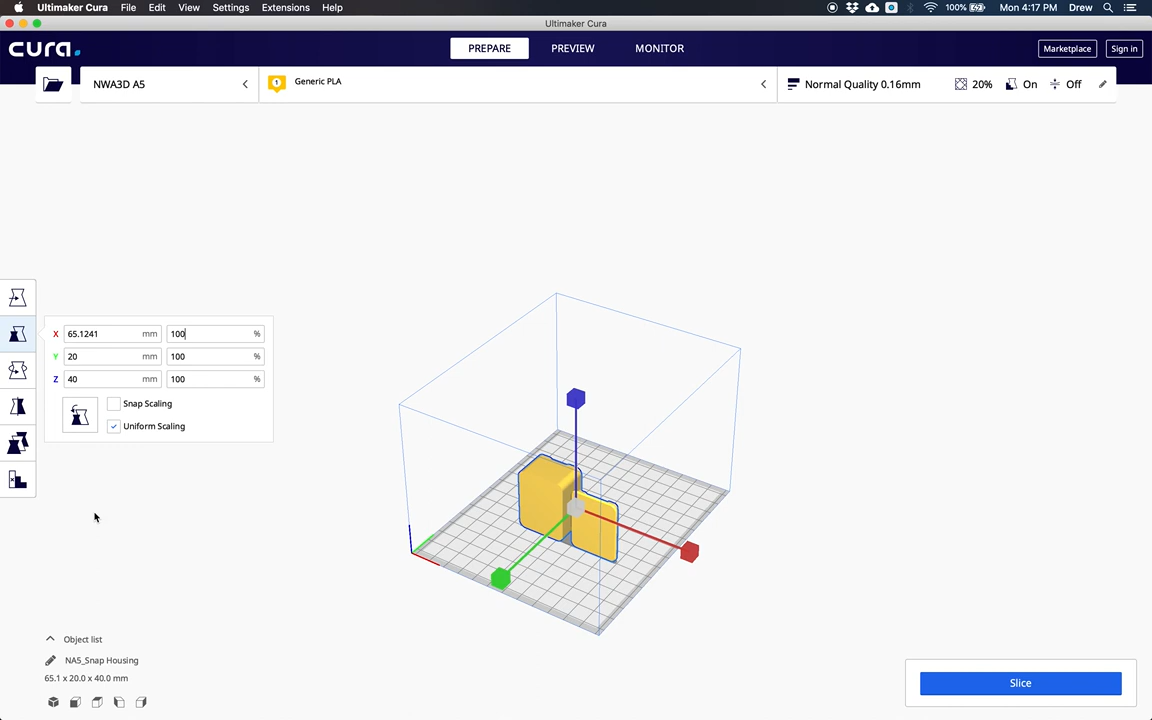 Ultimaker Cura File Edit View Settings Extensions Help 100% Mon 4:17 PM Drew
Ultimaker Cura
cura. PREPARE PREVIEW MONITOR Marketplace Sign in
NWA3D A5 1 Generic PLA Normal Quality 0.16mm 20% On Off
X 65.1241 mm 100 %
Y 20 mm 100 %
Z 40 mm 100 %
Snap Scaling
Uniform Scaling
Object list
NA5_Snap Housing
65.1 x 20.0 x 40.0 mm
Slice